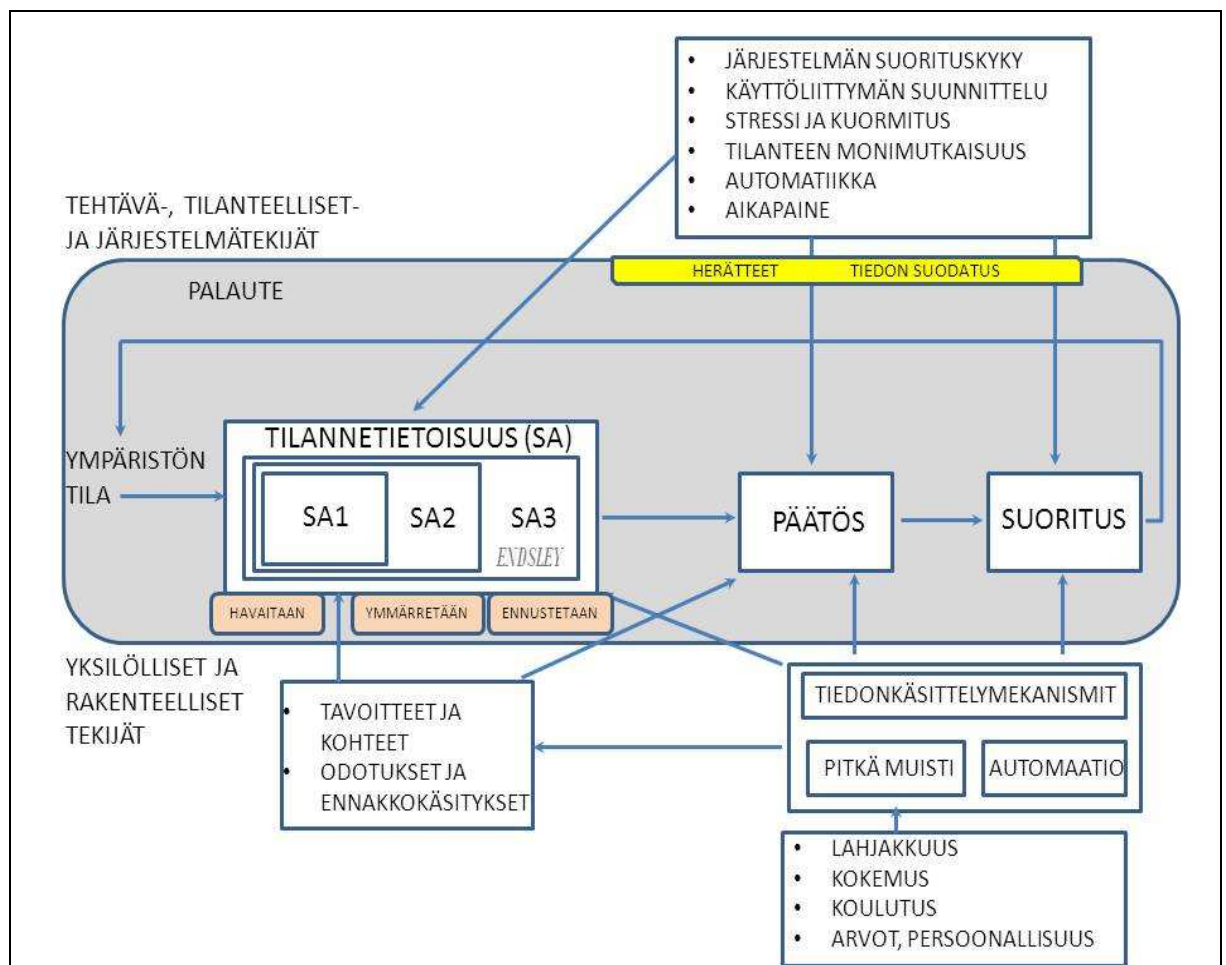 • JÄRJESTELMÄN SUORITUSKYKY
• KÄYTTÖLIITTYMÄN SUUNNITTELU
• STRESSI JA KUORMITUS
• TILANTEEN MONIMUTKAISUUS
• AUTOMATIIKKA
• AIKAPAINE
TEHTÄVÄ-, TILANTEELLISET-
JA JÄRJESTELMÄTEKIJÄT
HERÄTTEET TIEDON SUODATUS
PALAUTE
YMPÄRISTÖN
TILA
TILANNETIETOISUUS (SA)
SA1 SA2 SA3
ENDSLEY
PÄÄTÖS
SUORITUS
HAVAITAAN YMMÄRRETÄÄN ENNUSTETAAN
YKSILÖLLISET JA
RAKENTEELLISET
TEKIJÄT
• TAVOITTEET JA
KOHTEET
• ODOTUKSET JA
ENNAKKOKÄSITYKSET
TIEDONKÄSITTELYMEKANISMIT
PITKÄ MUISTI AUTOMAATIO
• LAHJAKKUUS
• KOKEMUS
• KOULUTUS
• ARVOT, PERSOONALLISUUS